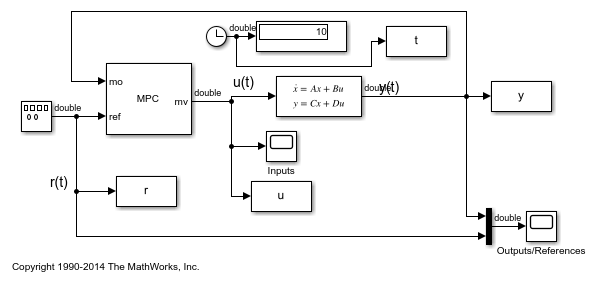 double
10
t
mo
MPC
mv
ref
double
u(t)
ẋ = Ax + Bu
y = Cx + Du
double
y(t)
y
double
Inputs
r(t)
r
u
double
Outputs/References
Copyright 1990-2014 The MathWorks, Inc.